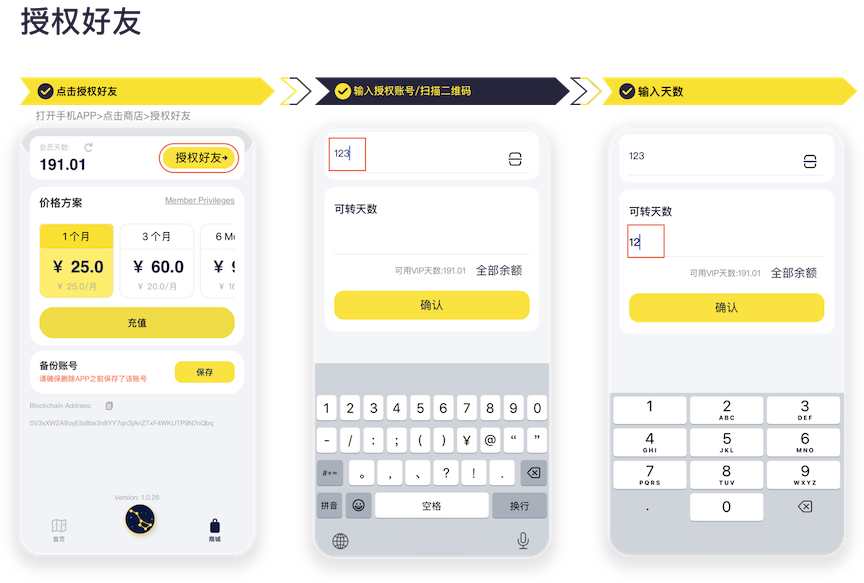 授权好友
点击授权好友
输入授权账号/扫描二维码
输入天数
打开手机APP>点击商店>授权好友
会员天数:
191.01
授权好友→
价格方案
Member Privileges
1 个月
3 个月
6 Mo
¥ 25.0
¥ 60.0
¥ 9
¥ 25.0/月
¥ 20.0/月
¥ 16
充值
备份账号
请确保删除APP之前保存了该账号
保存
Blockchain Address:
Version: 1.0.26
首页
商城
123
可转天数
可用VIP天数:191.01
全部余额
确认
1 2 3 4 5 6 7 8 9 0
- / : ; ( ) ¥ @ “ ”
#+= 。 , 、 ? ! .
拼音
空格
换行
123
可转天数
12
可用VIP天数:191.01
全部余额
确认
1
2 ABC
3 DEF
4 GHI
5 JKL
6 MNO
7 PQRS
8 TUV
9 WXYZ
.
0